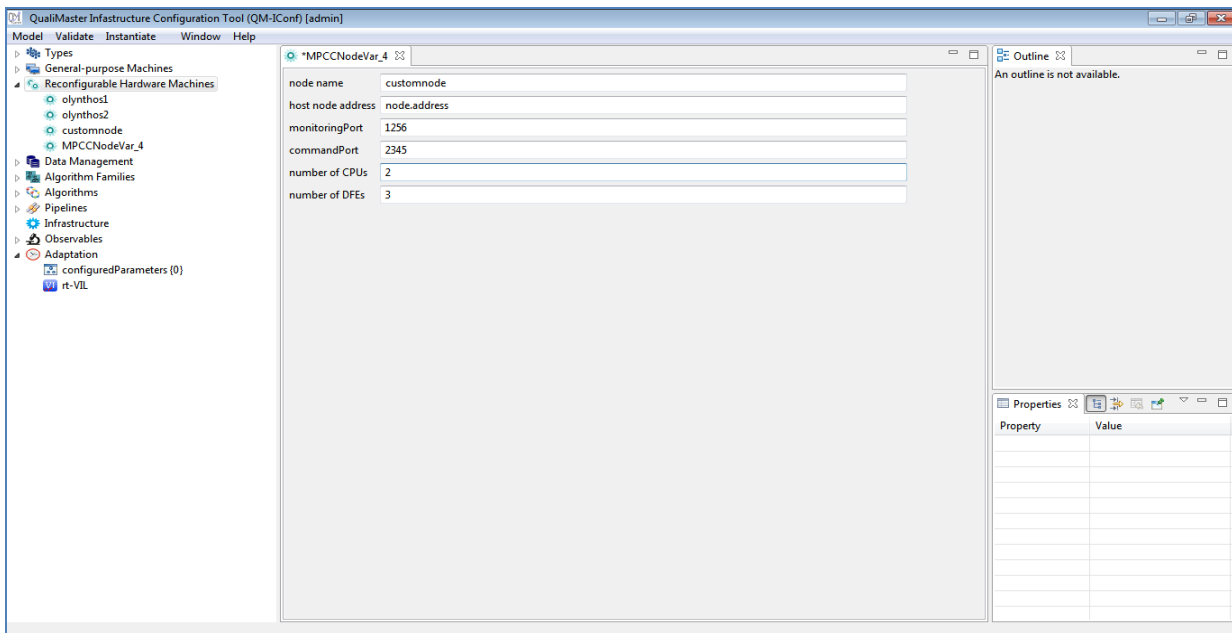 QM QualiMaster Infastructure Configuration Tool (QM-IConf) [admin]
Model Validate Instantiate Window Help
Types
General-purpose Machines
Reconfigurable Hardware Machines
olynthos1
olynthos2
customnode
MPCCNodeVar_4
Data Management
Algorithm Families
Algorithms
Pipelines
Infrastructure
Observables
Adaptation
configuredParameters {0}
VI rt-VIL
*MPCCNodeVar_4
node name customnode
host node address node.address
monitoringPort 1256
commandPort 2345
number of CPUs 2
number of DFEs 3
Outline
An outline is not available.
Properties
Property Value